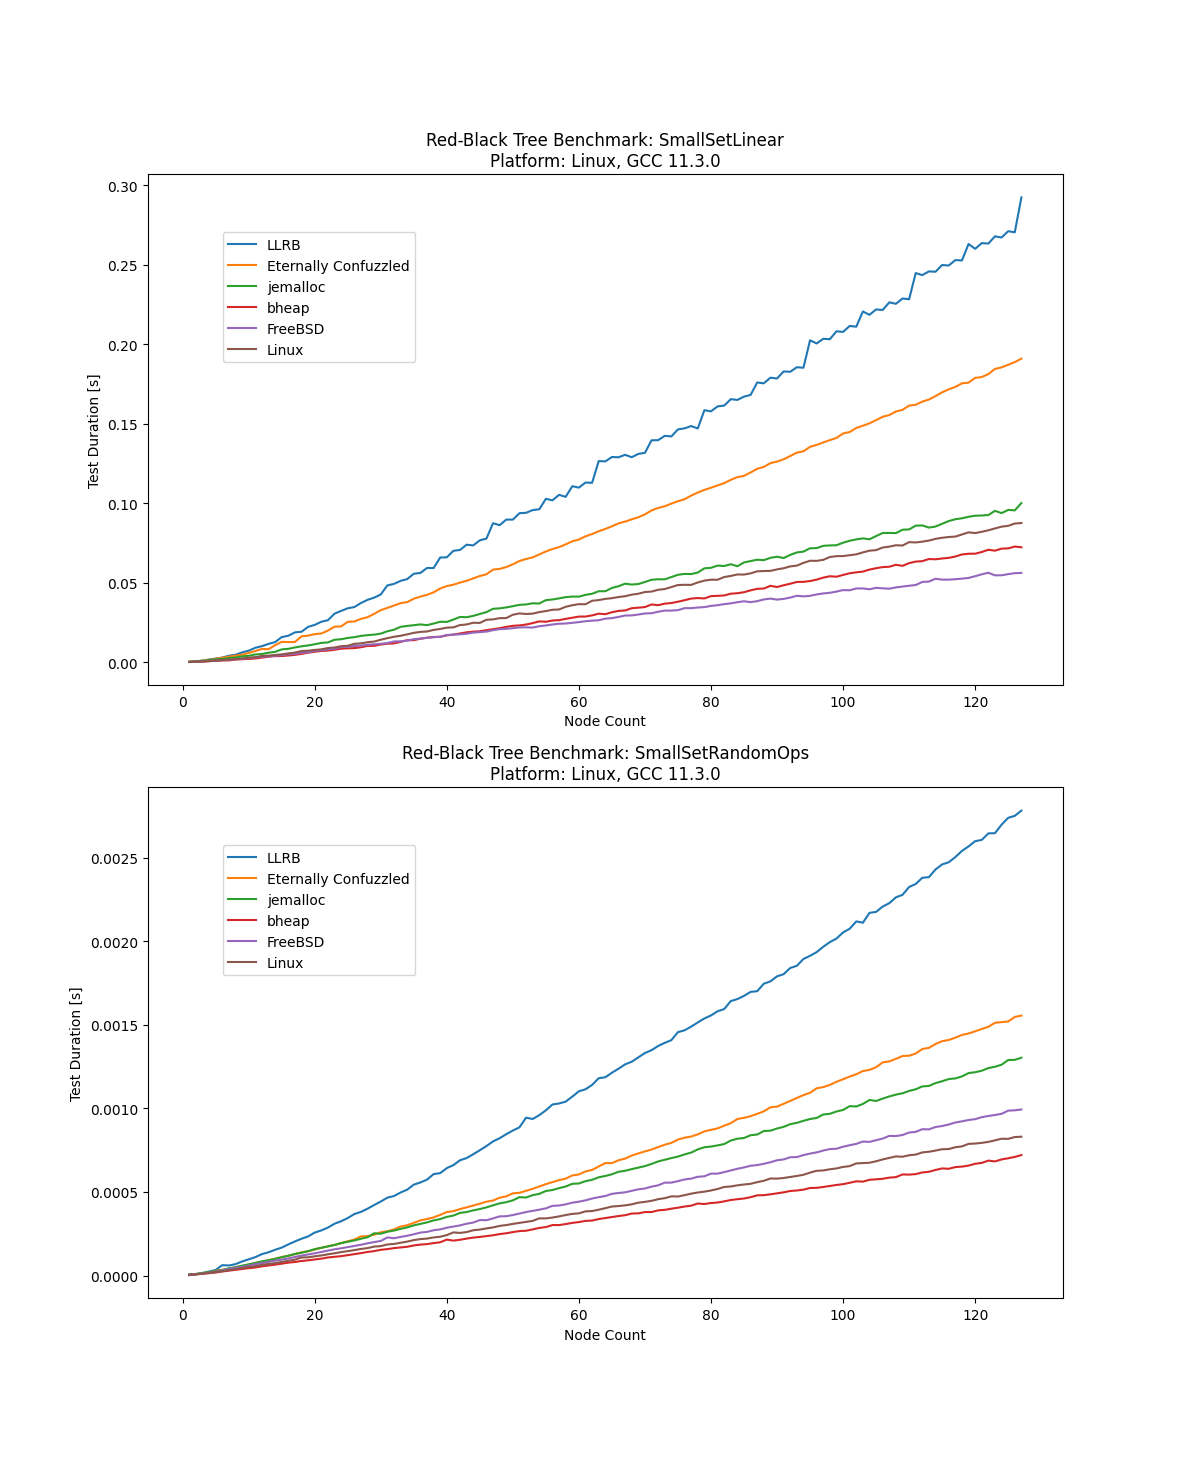 Red-Black Tree Benchmark: SmallSetLinear
Platform: Linux, GCC 11.3.0
0.30
0.25
0.20
0.15
0.10
0.05
0.00
Test Duration [s]
LLRB
Eternally Confuzzled
jemalloc
bheap
FreeBSD
Linux
0 20 40 60 80 100 120
Node Count
Red-Black Tree Benchmark: SmallSetRandomOps
Platform: Linux, GCC 11.3.0
0.0025
0.0020
0.0015
0.0010
0.0005
0.0000
Test Duration [s]
LLRB
Eternally Confuzzled
jemalloc
bheap
FreeBSD
Linux
0 20 40 60 80 100 120
Node Count